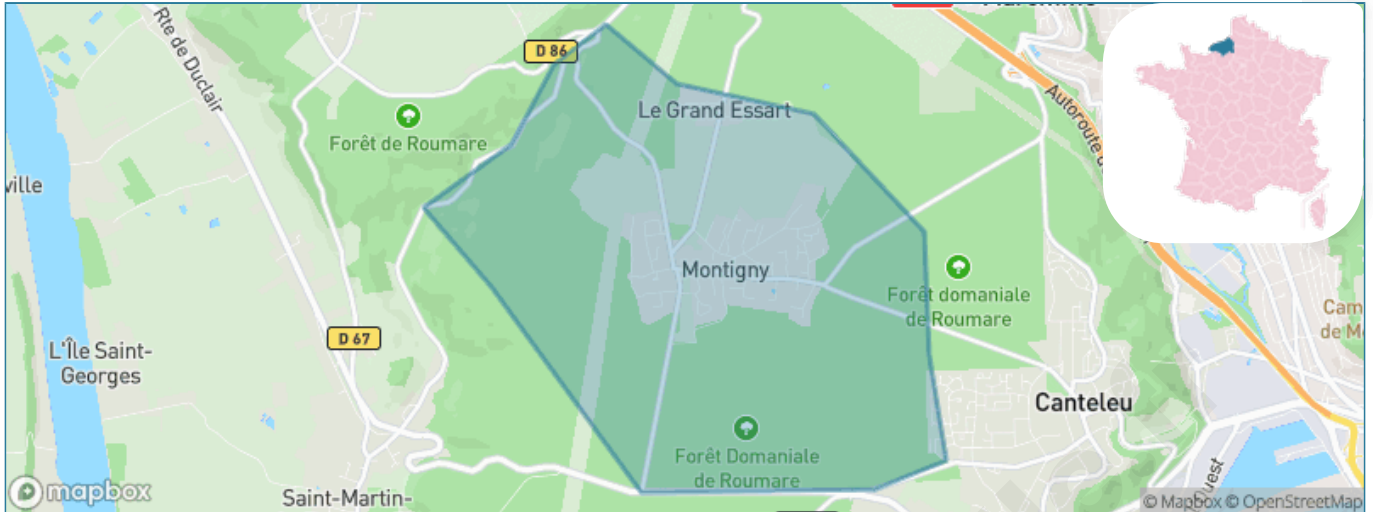 Rte de Duclair
D 86
Le Grand Essart
Forêt de Roumare
Autoroute
ville
Montigny
Forêt domaniale
de Roumare
D 67
L'Île Saint-
Georges
Canteleu
Forêt Domaniale
de Roumare
Saint-Martin-
mapbox
© Mapbox © OpenStreetMap